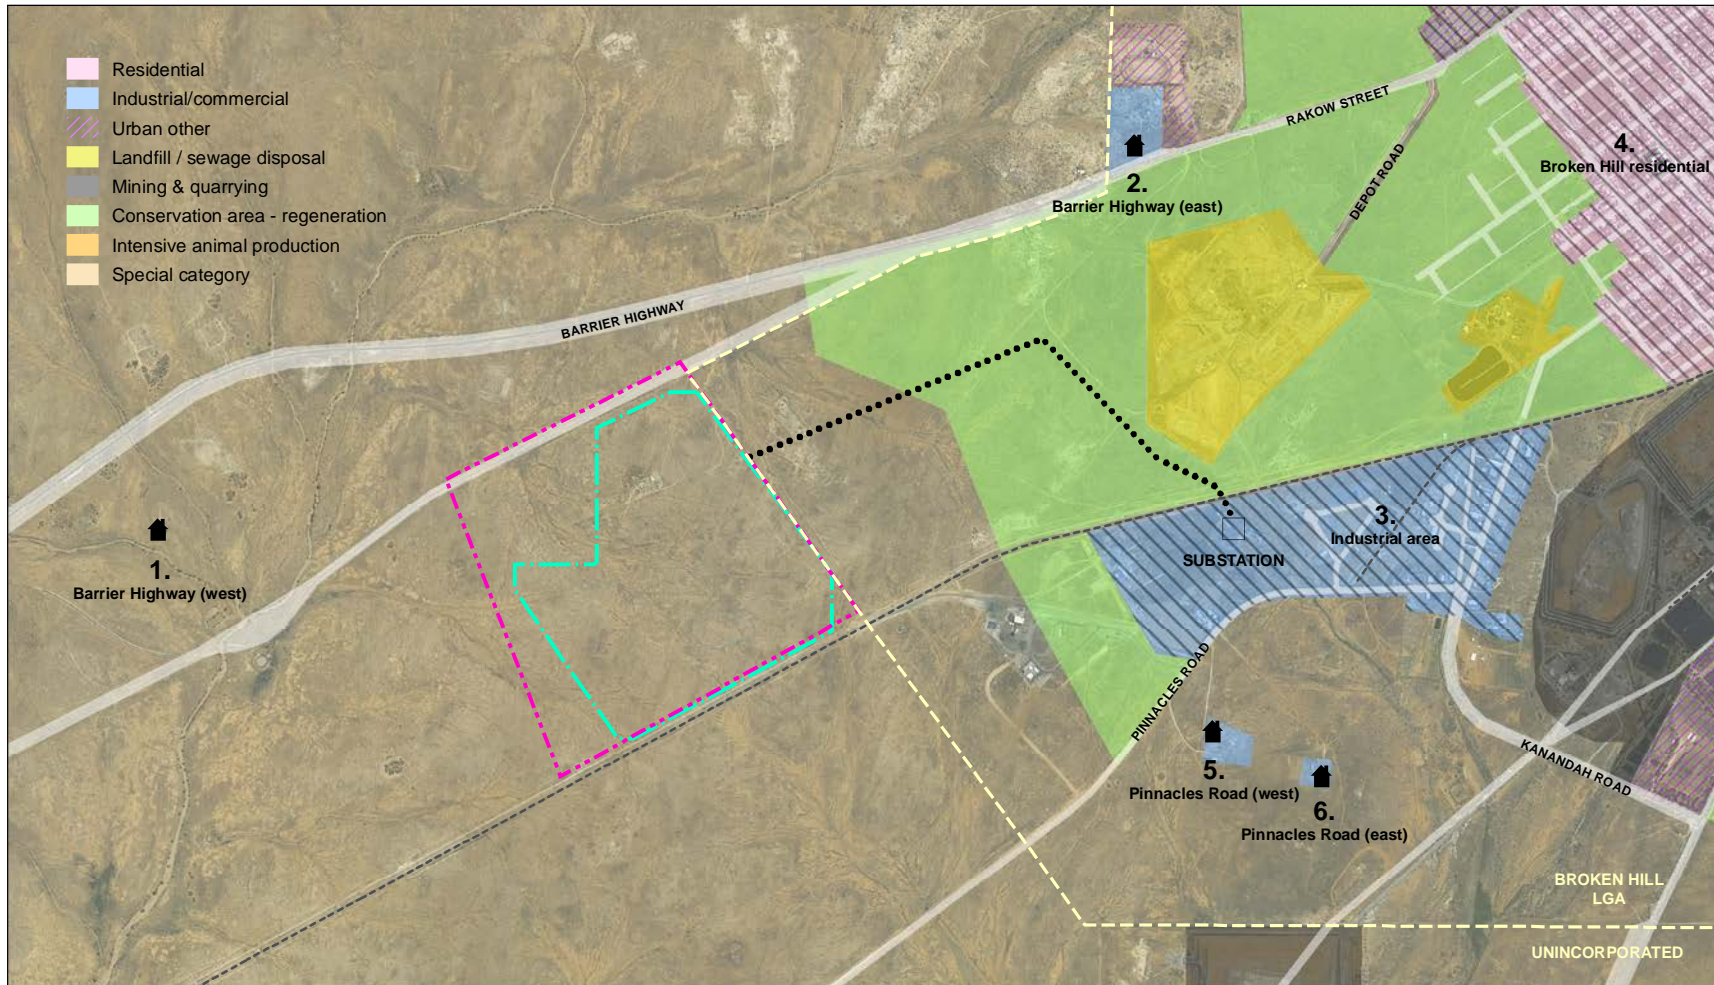 Residential
Industrial/commercial
Urban other
Landfill / sewage disposal
Mining & quarrying
Conservation area - regeneration
Intensive animal production
Special category
RAKOW STREET
DEPOT ROAD
4.
Broken Hill residential
2.
Barrier Highway (east)
BARRIER HIGHWAY
3.
Industrial area
SUBSTATION
1.
Barrier Highway (west)
PINNACLES ROAD
5.
Pinnacles Road (west)
6.
Pinnacles Road (east)
KANANDAH ROAD
BROKEN HILL
LGA
UNINCORPORATED